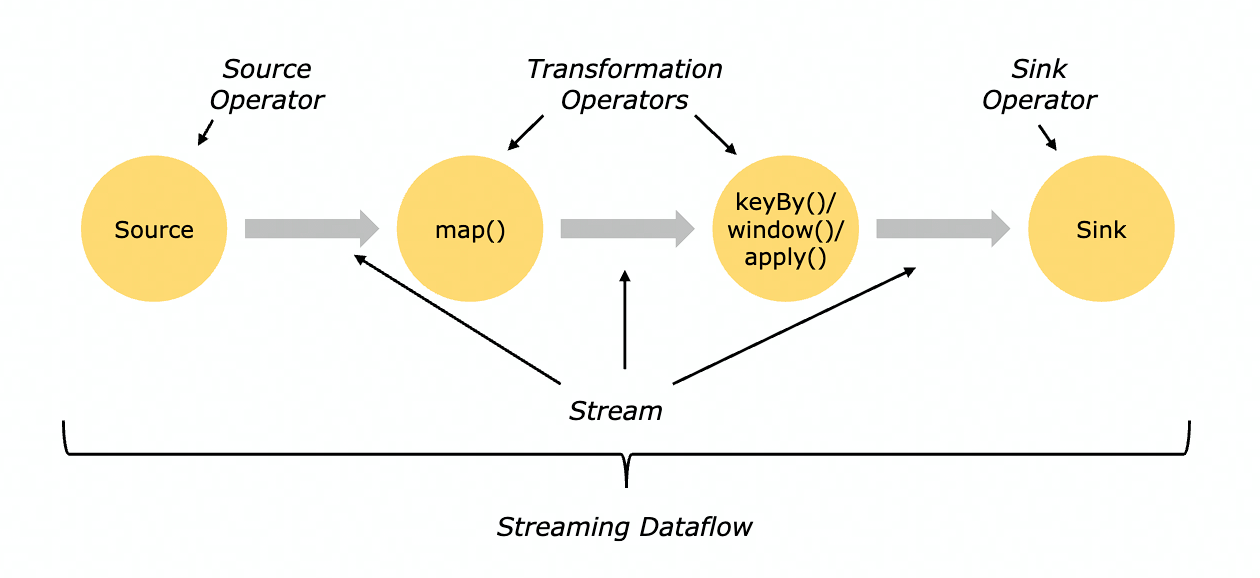 Source
Operator
Transformation
Operators
Sink
Operator
Source
map()
keyBy()/
window()/
apply()
Sink
Stream
Streaming Dataflow